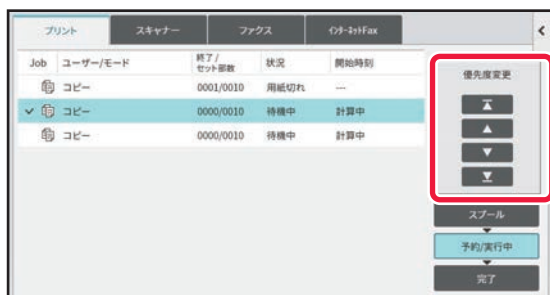 プリント スキャナー ファクス インターネットFax
Job ユーザー/モード 終了/セット部数 状況 開始時刻
コピー 0001/0010 用紙切れ ---
コピー 0000/0010 待機中 計算中
コピー 0000/0010 待機中 計算中
優先度変更
スプール
予約/実行中
完了